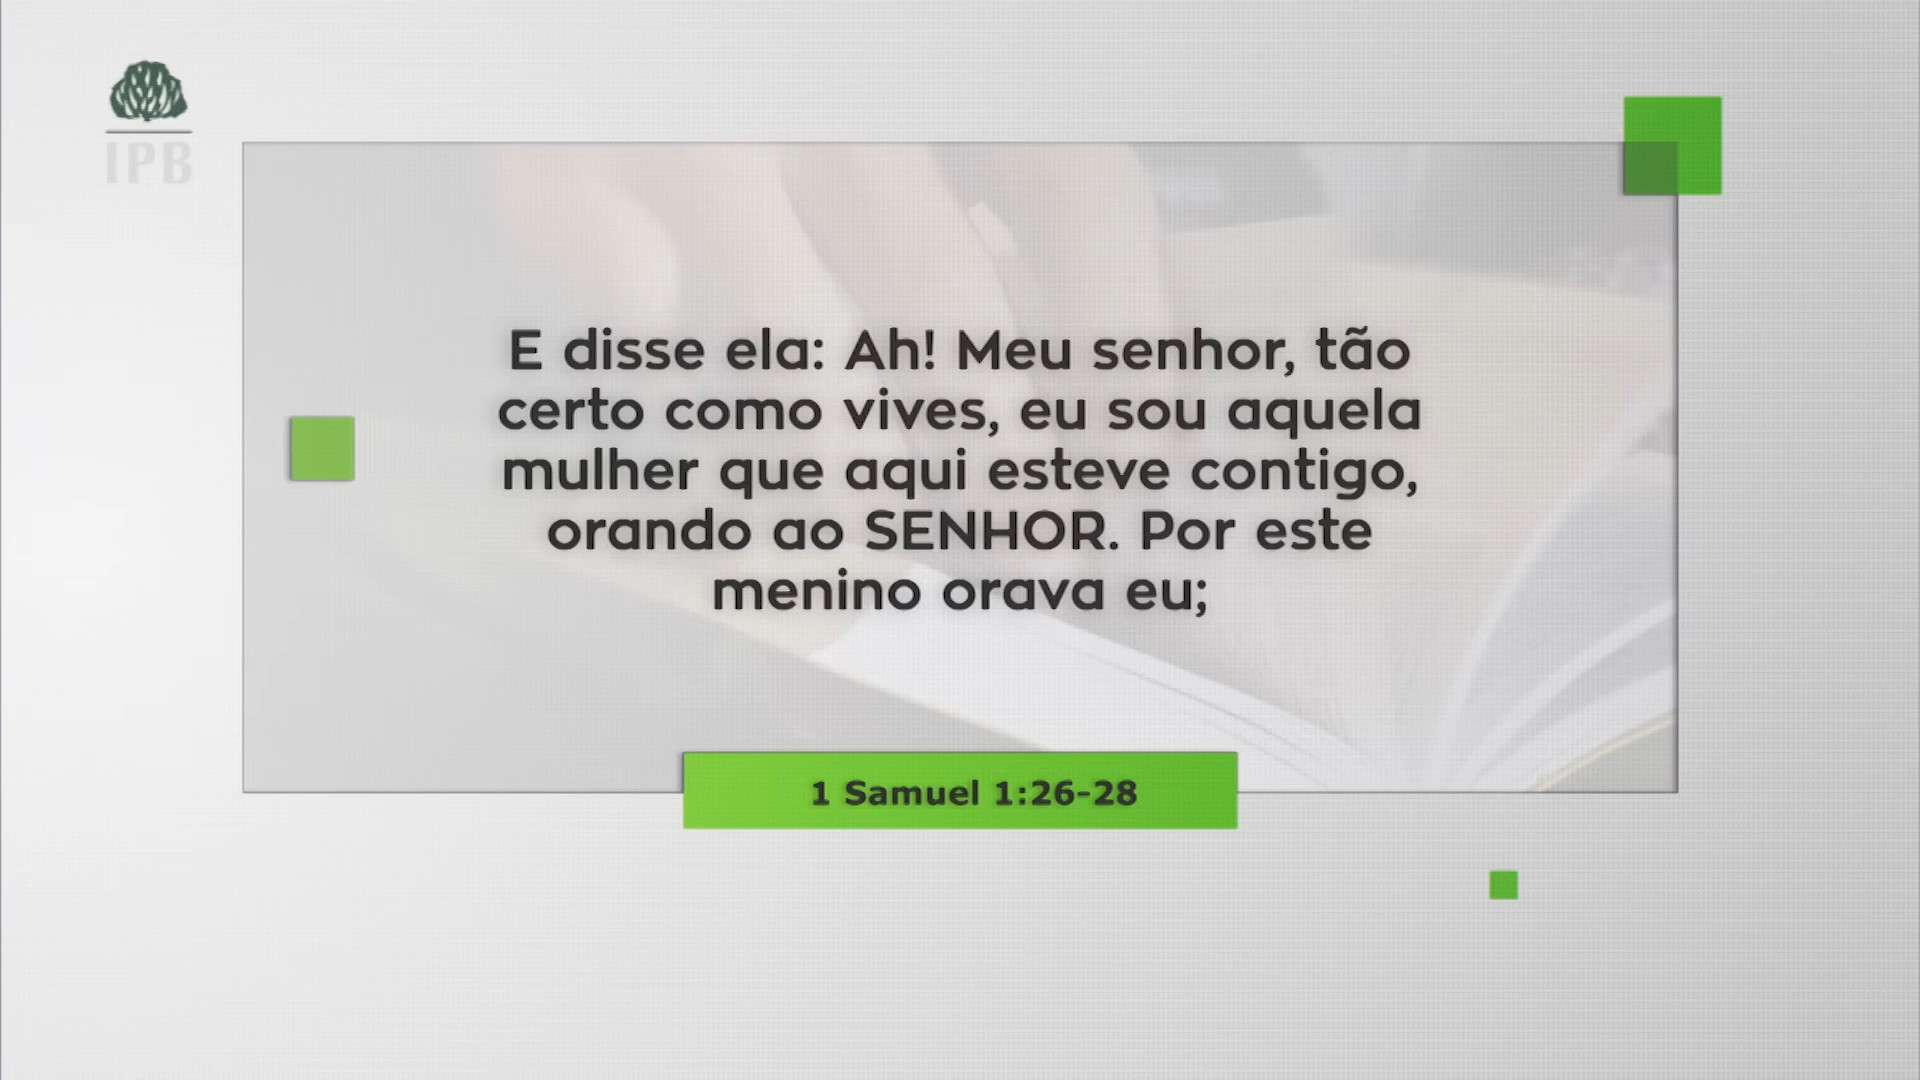 IPB
E disse ela: Ah! Meu senhor, tão
certo como vives, eu sou aquela
mulher que aqui esteve contigo,
orando ao SENHOR. Por este
menino orava eu;
1 Samuel 1:26-28